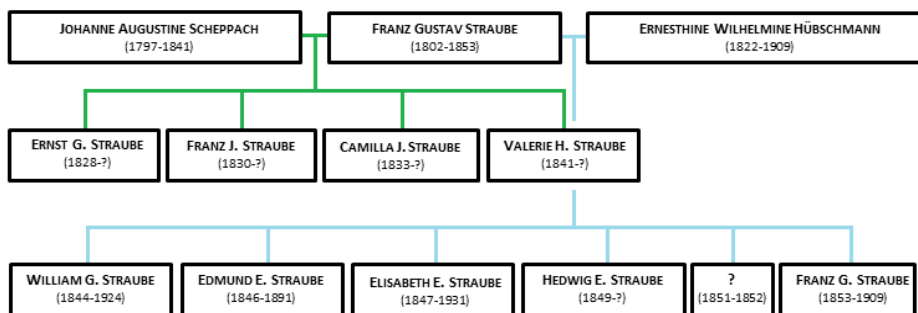 JOHANNE AUGUSTINE SCHEPPACH
(1797-1841)
FRANZ GUSTAV STRAUBE
(1802-1853)
ERNESTHINE WILHELMINE HÜBSCHMANN
(1822-1909)
ERNST G. STRAUBE
(1828-?)
FRANZ J. STRAUBE
(1830-?)
CAMILLA J. STRAUBE
(1833-?)
VALERIE H. STRAUBE
(1841-?)
WILLIAM G. STRAUBE
(1844-1924)
EDMUND E. STRAUBE
(1846-1891)
ELISABETH E. STRAUBE
(1847-1931)
HEDWIG E. STRAUBE
(1849-?)
?
(1851-1852)
FRANZ G. STRAUBE
(1853-1909)